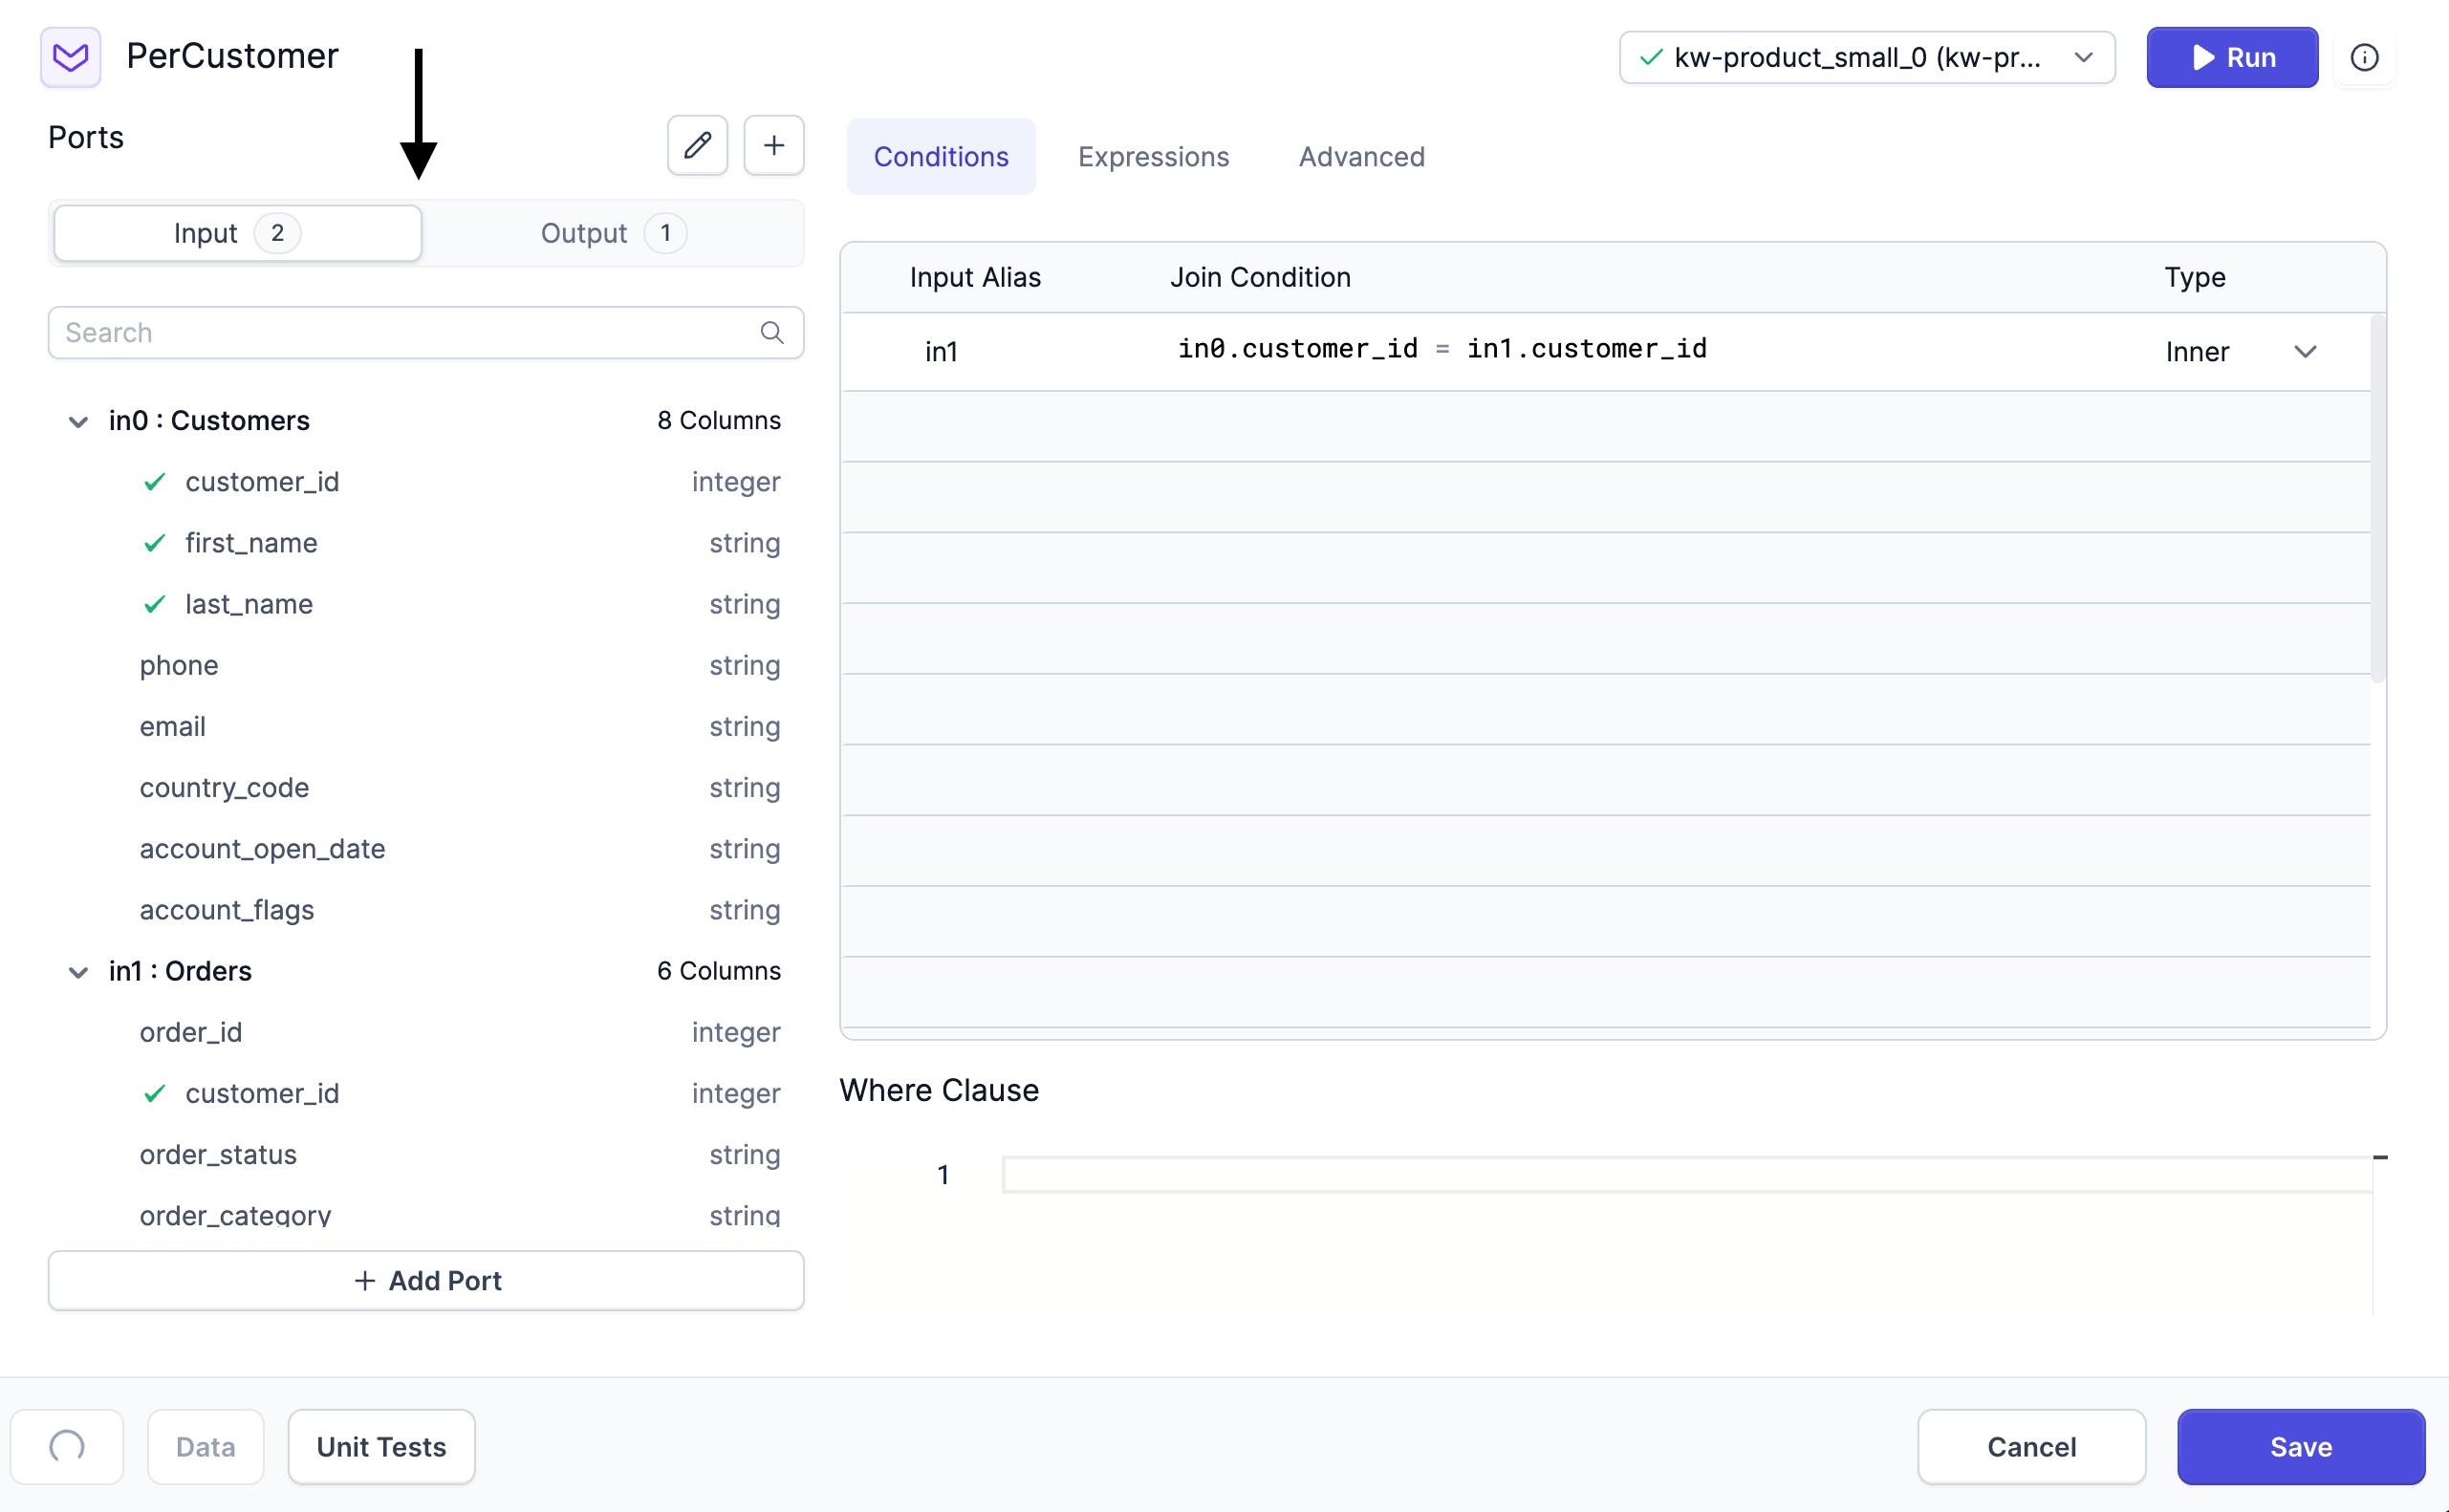 PerCustomer
kw-product_small_0 (kw-pr...
Run
Ports
Conditions Expressions Advanced
Input 2 Output 1
Search
Input Alias Join Condition Type
in1 in0.customer_id = in1.customer_id Inner
in0 : Customers 8 Columns
customer_id integer
first_name string
last_name string
phone string
email string
country_code string
account_open_date string
account_flags string
in1 : Orders 6 Columns
order_id integer
customer_id integer
order_status string
order_category string
+ Add Port
Where Clause
1
Data
Unit Tests
Cancel
Save